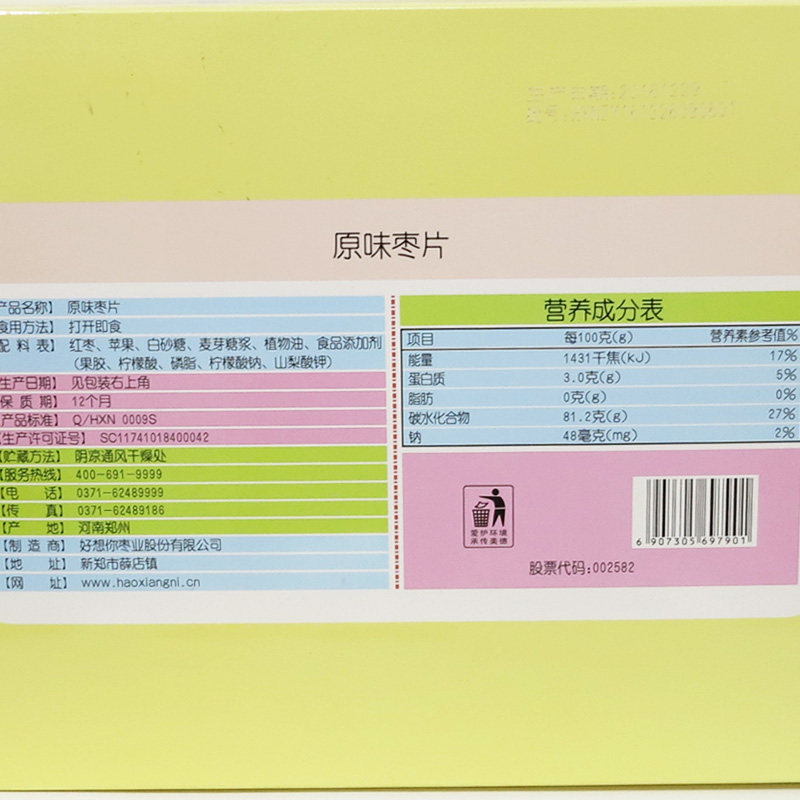 生产日期:
原味枣片
产品名称】 原味枣片
食用方法】 打开即食
配 料 表】 红枣、苹果、白砂糖、麦芽糖浆、植物油、食品添加剂
(果胶、柠檬酸、磷脂、柠檬酸钠、山梨酸钾)
生产日期】 见包装右上角
保 质 期】 12个月
产品标准】 Q/HXN 0009S
【生产许可证号】 SC11741018400042
【贮藏方法】 阴凉通风干燥处
【服务热线】 400-691-9999
【电 话】 0371-62489999
【传 真】 0371-62489186
【产 地】 河南郑州
【制 造 商】 好想你枣业股份有限公司
【地 址】 新郑市薛店镇
【网 址】 www.haoxiangni.cn
营养成分表
项目 每100克(g) 营养素参考值%
能量 1431千焦(KJ) 17%
蛋白质 3.0克(g) 5%
脂肪 0克(g) 0%
碳水化合物 81.2克(g) 27%
钠 48毫克(mg) 2%
爱护环境
承传美德
6 907305 697901
股票代码:002582